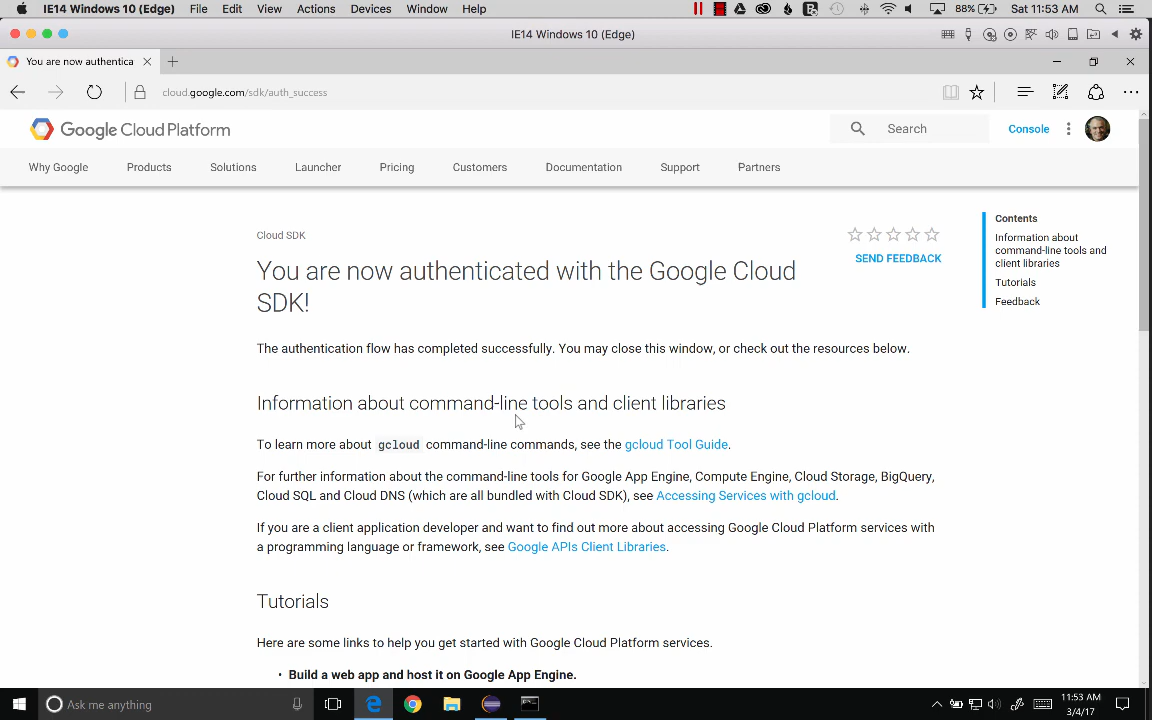 IE14 Windows 10 (Edge) File Edit View Actions Devices Window Help 88% Sat 11:53 AM
IE14 Windows 10 (Edge)
You are now authentica
cloud.google.com/sdk/auth_success
Google Cloud Platform Search Console
Why Google Products Solutions Launcher Pricing Customers Documentation Support Partners
Cloud SDK
SEND FEEDBACK
You are now authenticated with the Google Cloud
SDK!
The authentication flow has completed successfully. You may close this window, or check out the resources below.
Information about command-line tools and client libraries
To learn more about gcloud command-line commands, see the gcloud Tool Guide.
For further information about the command-line tools for Google App Engine, Compute Engine, Cloud Storage, BigQuery,
Cloud SQL and Cloud DNS (which are all bundled with Cloud SDK), see Accessing Services with gcloud.
If you are a client application developer and want to find out more about accessing Google Cloud Platform services with
a programming language or framework, see Google APIs Client Libraries.
Tutorials
Here are some links to help you get started with Google Cloud Platform services.
• Build a web app and host it on Google App Engine.
Contents
Information about
command-line tools and
client libraries
Tutorials
Feedback
Ask me anything
11:53 AM
3/4/17